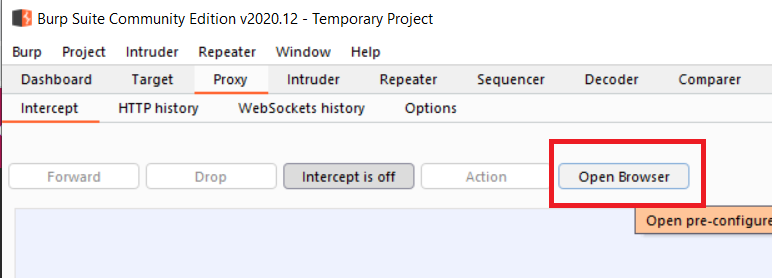 Burp Suite Community Edition v2020.12 - Temporary Project
Burp Project Intruder Repeater Window Help
Dashboard Target Proxy Intruder Repeater Sequencer Decoder Comparer
Intercept HTTP history WebSockets history Options
Forward Drop Intercept is off Action Open Browser
Open pre-configure